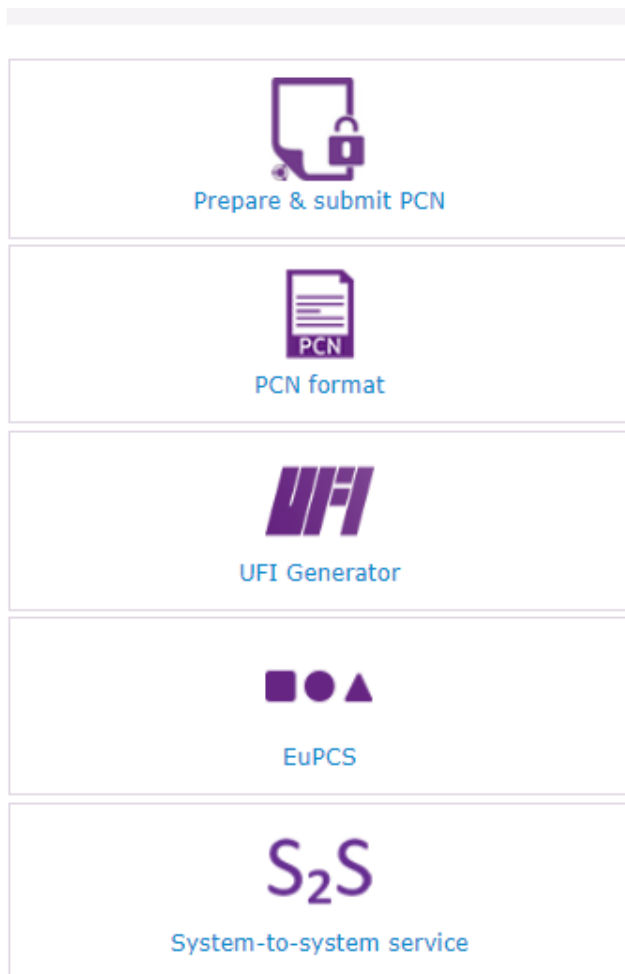 Prepare & submit PCN
PCN
PCN format
UFI
UFI Generator
EuPCS
S₂S
System-to-system service